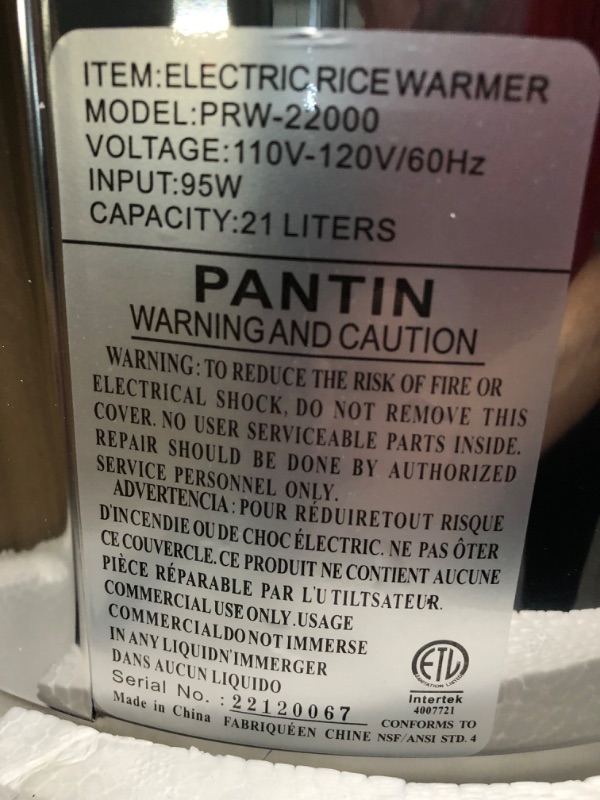 ITEM:ELECTRIC RICE WARMER
MODEL:PRW-22000
VOLTAGE:110V-120V/60Hz
INPUT:95W
CAPACITY:21 LITERS
PANTIN
WARNING AND CAUTION
WARNING: TO REDUCE THE RISK OF FIRE OR
ELECTRICAL SHOCK, DO NOT REMOVE THIS
COVER. NO USER SERVICEABLE PARTS INSIDE.
REPAIR SHOULD BE DONE BY AUTHORIZED
SERVICE PERSONNEL ONLY.
ADVERTENCIA: POUR RÉDUIRETOUT RISQUE
D'INCENDIE OU DE CHOC ÉLECTRIC. NE PAS ÔTER
CE COUVERCLE. CE PRODUIT NE CONTIENT AUCUNE
PIÈCE RÉPARABLE PAR L'U TILTSATEUR.
COMMERCIAL USE ONLY.USAGE
COMMERCIALDO NOT IMMERSE
IN ANY LIQUIDN'IMMERGER
DANS AUCUN LIQUIDO
Serial No. : 22120067
Made in China FABRIQUÉ EN CHINE
ETL
Intertek
4007721
CONFORMS TO
NSF/ANSI STD. 4